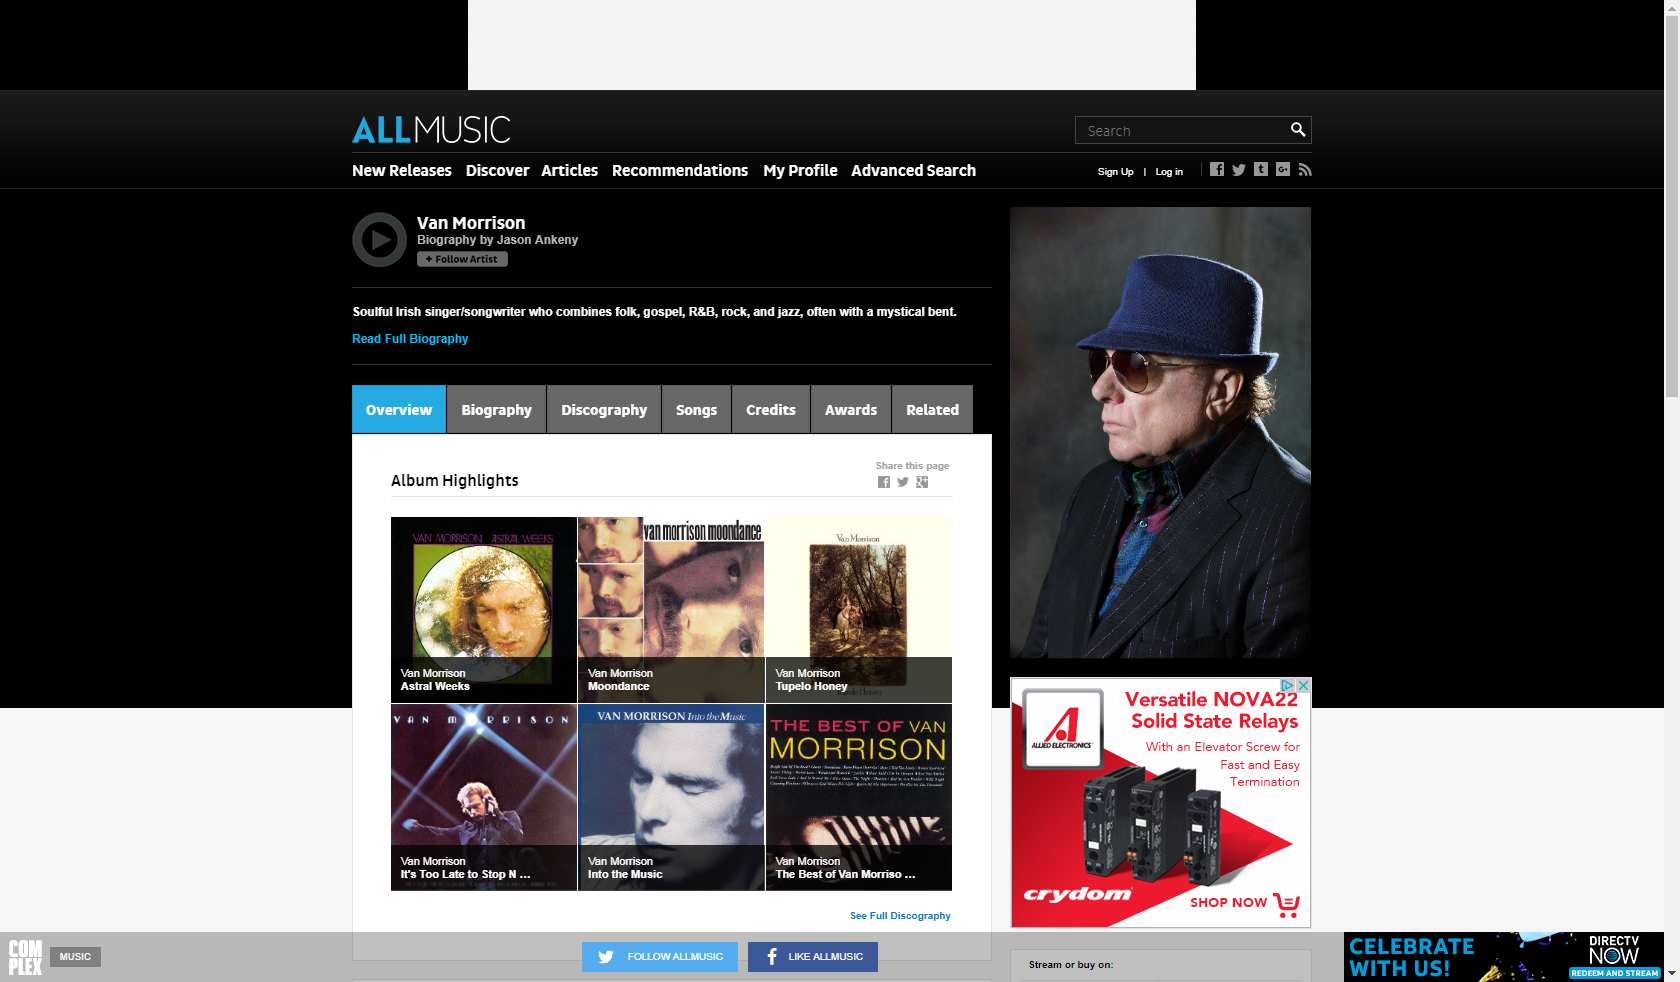 ALLMUSIC
Search
New Releases Discover Articles Recommendations My Profile Advanced Search
Sign Up | Log in
Van Morrison
Biography by Jason Ankeny
+ Follow Artist
Soulful Irish singer/songwriter who combines folk, gospel, R&B, rock, and jazz, often with a mystical bent.
Read Full Biography
Overview Biography Discography Songs Credits Awards Related
Share this page
Album Highlights
VAN MORRISON ASTRAL WEEKS
Van Morrison
Astral Weeks
van morrison moondance
Van Morrison
Moondance
Van Morrison
Van Morrison
Tupelo Honey
Tupelo Honey
VAN MORRISON
Van Morrison
It's Too Late to Stop N ...
VAN MORRISON Into the Music
Van Morrison
Into the Music
THE BEST OF VAN
MORRISON
Van Morrison
The Best of Van Morriso ...
See Full Discography
ALLIED ELECTRONICS
Versatile NOVA22
Solid State Relays
With an Elevator Screw for
Fast and Easy
Termination
crydom
SHOP NOW
Stream or buy on:
COMPLEX
MUSIC
FOLLOW ALLMUSIC
LIKE ALLMUSIC
CELEBRATE
WITH US!
DIRECTV
NOW
REDEEM AND STREAM